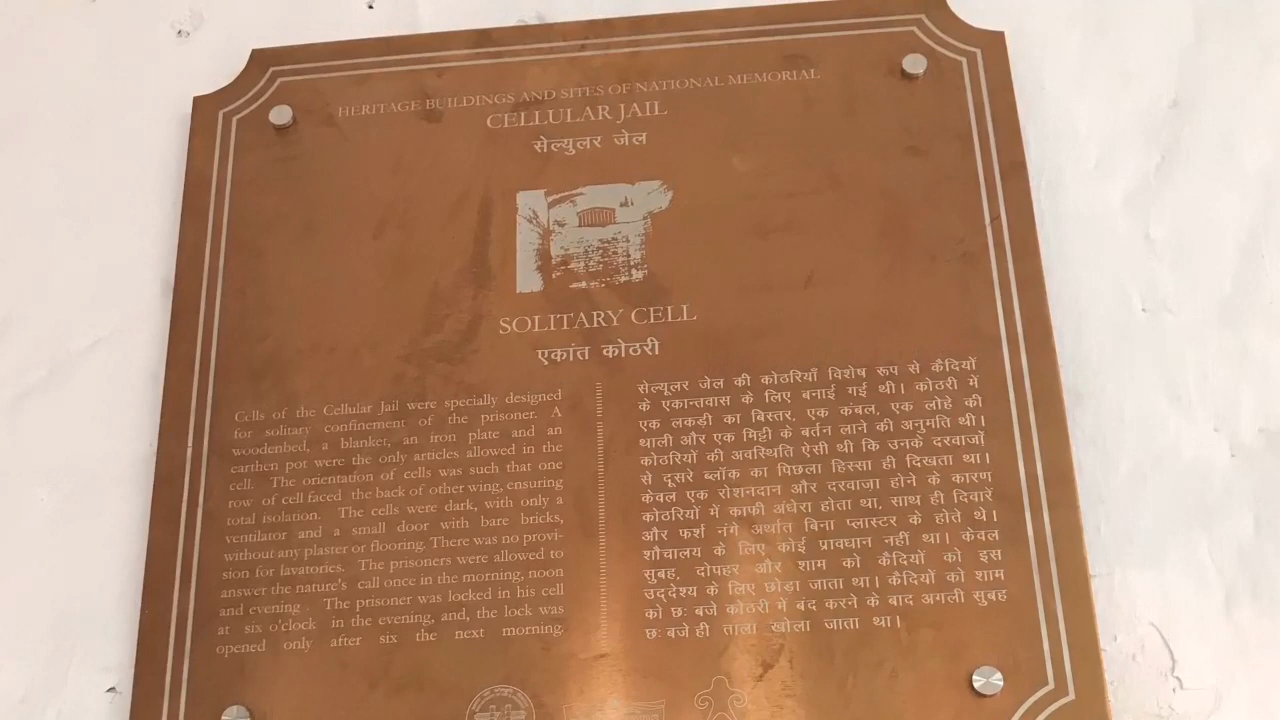 HERITAGE BUILDINGS AND SITES OF NATIONAL MEMORIAL
CELLULAR JAIL
सेल्युलर जेल
SOLITARY CELL
एकांत कोठरी
Cells of the Cellular Jail were specially designed
for solitary confinement of the prisoner. A
woodenbed, a blanket, an iron plate and an
earthen pot were the only articles allowed in the
cell. The orientation of cells was such that one
row of cell faced the back of other wing, ensuring
total isolation. The cells were dark, with only a
ventilator and a small door with bare bricks,
without any plaster or flooring. There was no provi-
sion for lavatories. The prisoners were allowed to
answer the nature's call once in the morning, noon
and evening . The prisoner was locked in his cell
at six o'clock in the evening, and, the lock was
opened only after six the next morning.
सेल्यूलर जेल की कोठरियाँ विशेष रूप से कैदियों
के एकान्तवास के लिए बनाई गई थी। कोठरी में
एक लकड़ी का बिस्तर, एक कंबल, एक लोहे की
थाली और एक मिट्टी के बर्तन लाने की अनुमति थी।
कोठरियों की अवस्थिति ऐसी थी कि उनके दरवाजों
से दूसरे ब्लॉक का पिछला हिस्सा ही दिखता था।
केवल एक रोशनदान और दरवाजा होने के कारण
कोठरियों में काफी अंधेरा होता था, साथ ही दिवारें
और फर्श नंगे अर्थात बिना प्लास्टर के होते थे।
शौचालय के लिए कोई प्रावधान नहीं था। केवल
सुबह, दोपहर और शाम को कैदियों को इस
उद्देश्य के लिए छोड़ा जाता था। कैदियों को शाम
को छः बजे कोठरी में बंद करने के बाद अगली सुबह
छः बजे ही ताला खोला जाता था।